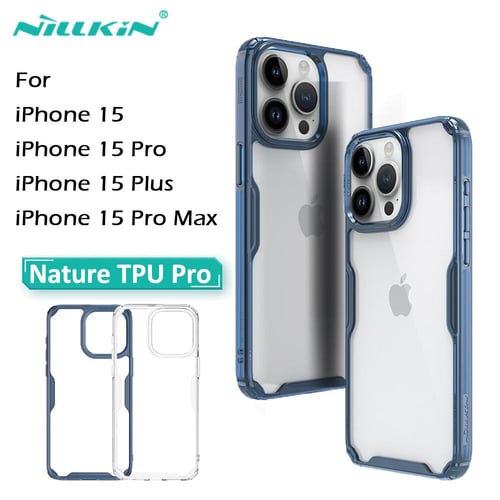 NILLKIN®
For
iPhone 15
iPhone 15 Pro
iPhone 15 Plus
iPhone 15 Pro Max
Nature TPU Pro